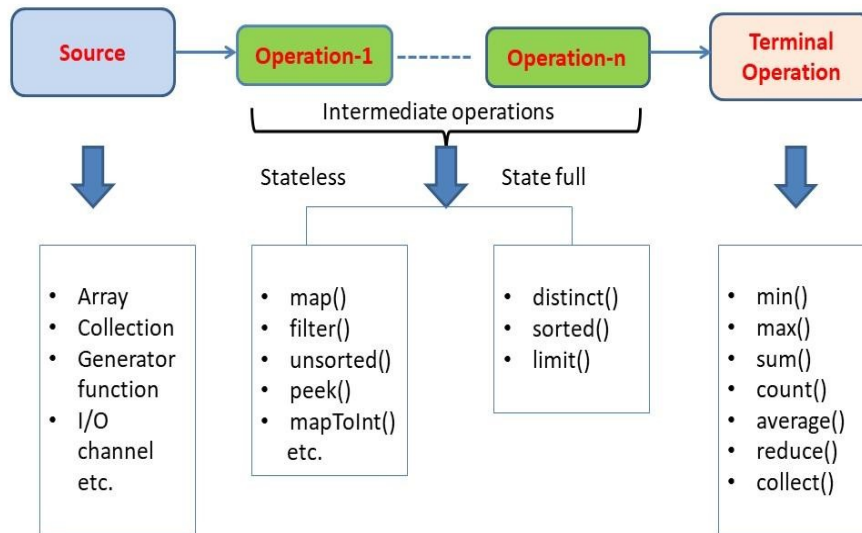 Source
Operation-1
Operation-n
Terminal
Operation
Intermediate operations
Stateless
State full
• Array
• Collection
• Generator
function
• I/O
channel
etc.
• map()
• filter()
• unsorted()
• peek()
• mapToInt()
etc.
• distinct()
• sorted()
• limit()
• min()
• max()
• sum()
• count()
• average()
• reduce()
• collect()